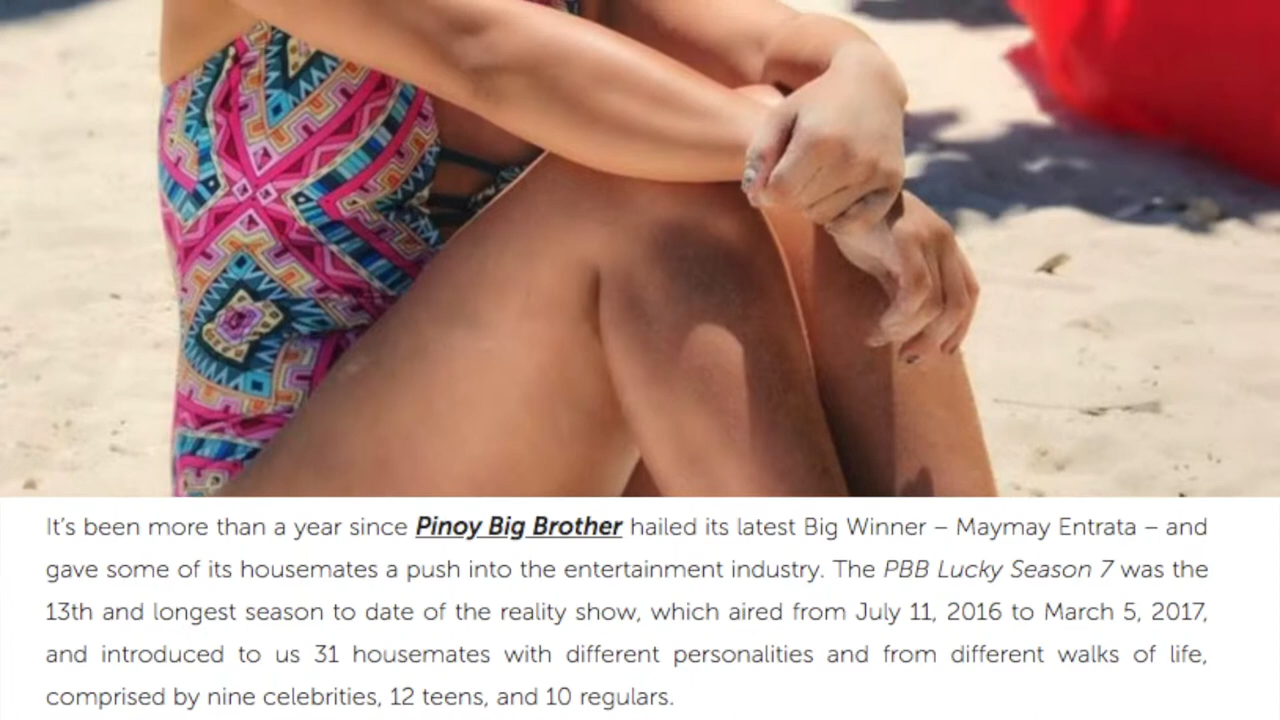 It’s been more than a year since Pinoy Big Brother hailed its latest Big Winner – Maymay Entrata – and
gave some of its housemates a push into the entertainment industry. The PBB Lucky Season 7 was the
13th and longest season to date of the reality show, which aired from July 11, 2016 to March 5, 2017,
and introduced to us 31 housemates with different personalities and from different walks of life,
comprised by nine celebrities, 12 teens, and 10 regulars.